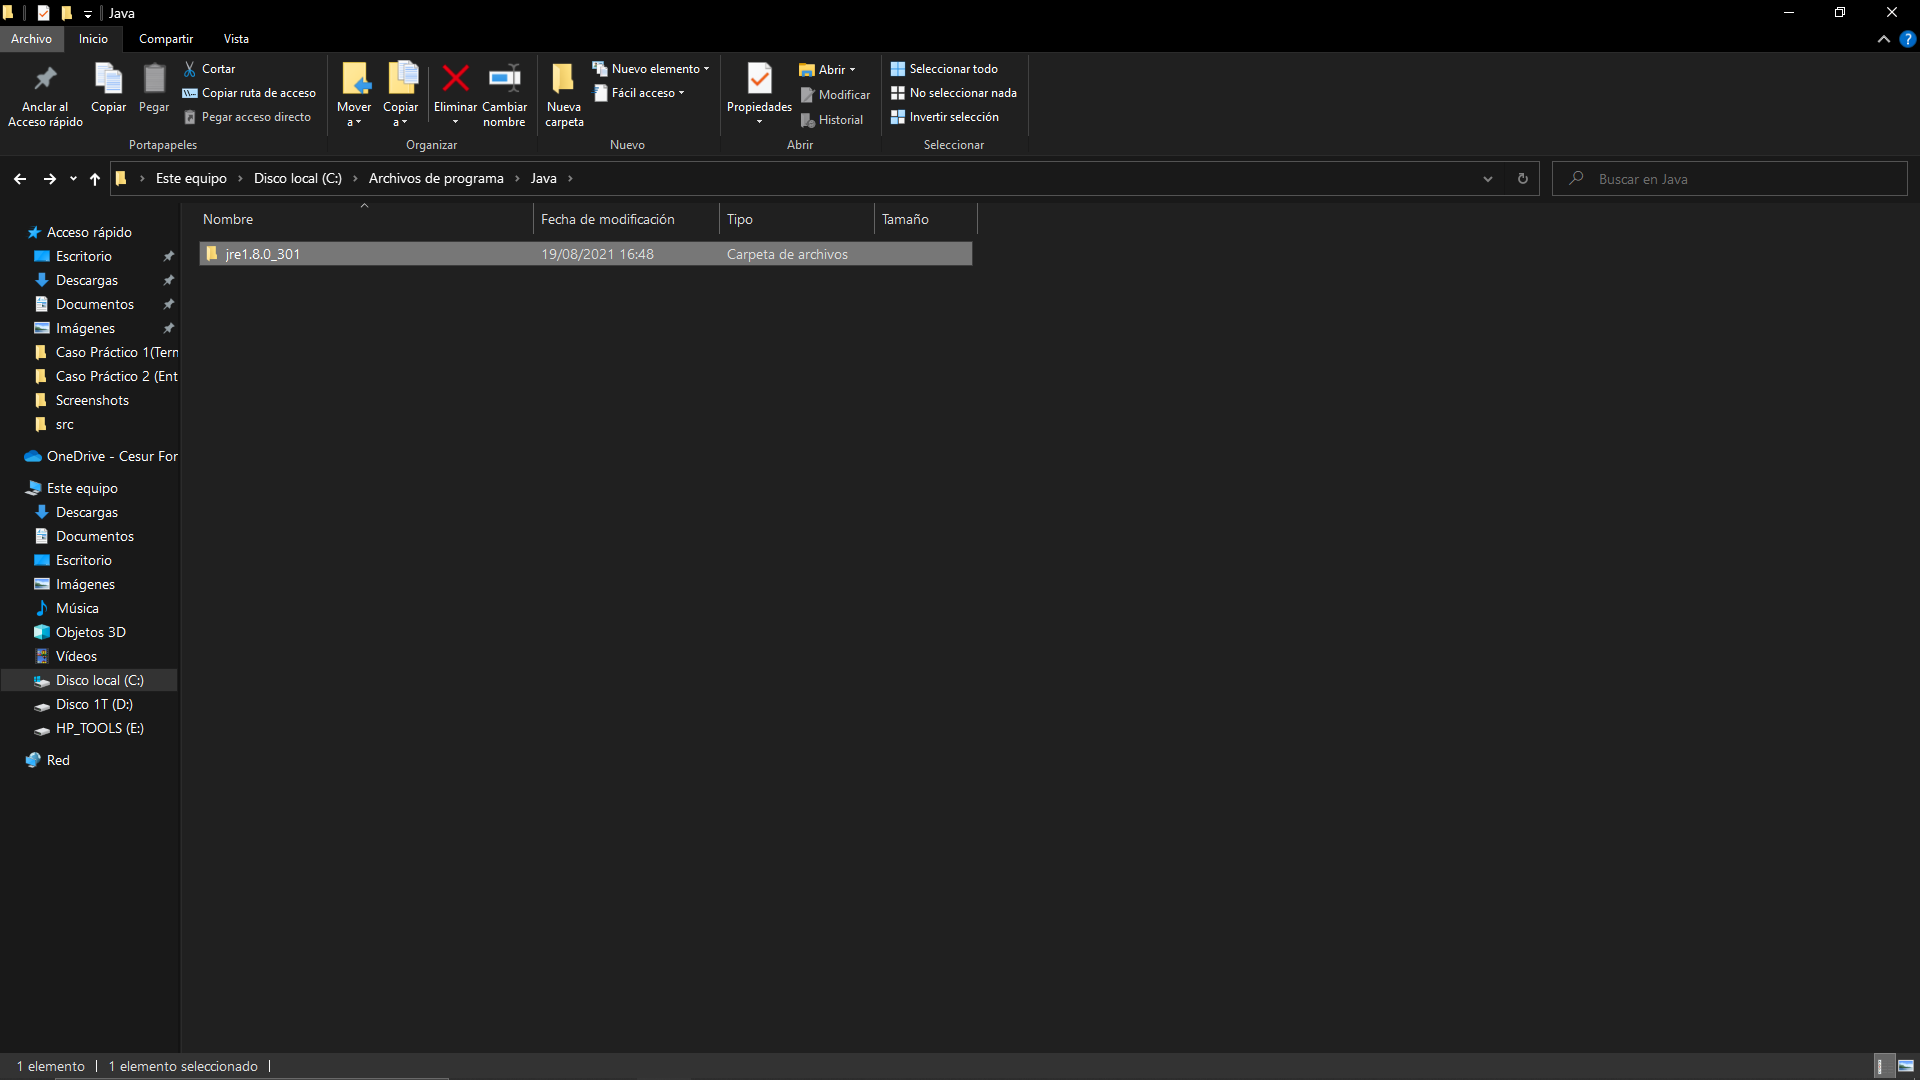 Java
Archivo Inicio Compartir Vista
Anclar al
Acceso rápido
Copiar
Pegar
Cortar
Copiar ruta de acceso
Pegar acceso directo
Portapapeles
Mover
a
Copiar
a
Eliminar
Cambiar
nombre
Organizar
Nueva
carpeta
Nuevo elemento
Fácil acceso
Nuevo
Propiedades
Abrir
Modificar
Historial
Abrir
Seleccionar todo
No seleccionar nada
Invertir selección
Seleccionar
Este equipo > Disco local (C:) > Archivos de programa > Java >
Buscar en Java
Nombre Fecha de modificación Tipo Tamaño
jre1.8.0_301 19/08/2021 16:48 Carpeta de archivos
Acceso rápido
Escritorio
Descargas
Documentos
Imágenes
Caso Práctico 1(Tern
Caso Práctico 2 (Ent
Screenshots
src
OneDrive - Cesur For
Este equipo
Descargas
Documentos
Escritorio
Imágenes
Música
Objetos 3D
Vídeos
Disco local (C:)
Disco 1T (D:)
HP_TOOLS (E:)
Red
1 elemento | 1 elemento seleccionado |